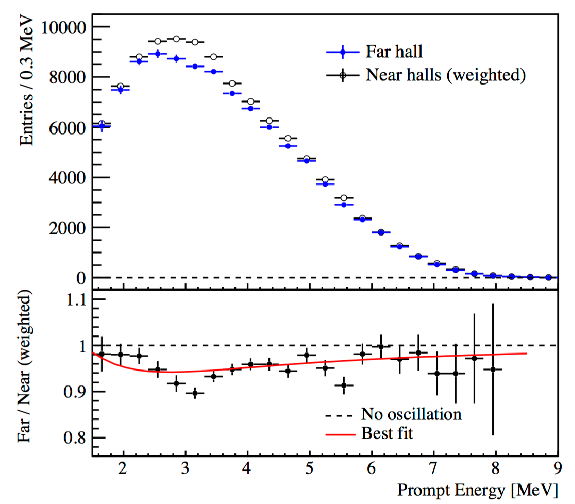 Entries / 0.3 MeV
10000
8000
6000
4000
2000
0
Far hall
Near halls (weighted)
Far / Near (weighted)
1.1
1
0.9
0.8
No oscillation
Best fit
2 3 4 5 6 7 8 9
Prompt Energy [MeV]